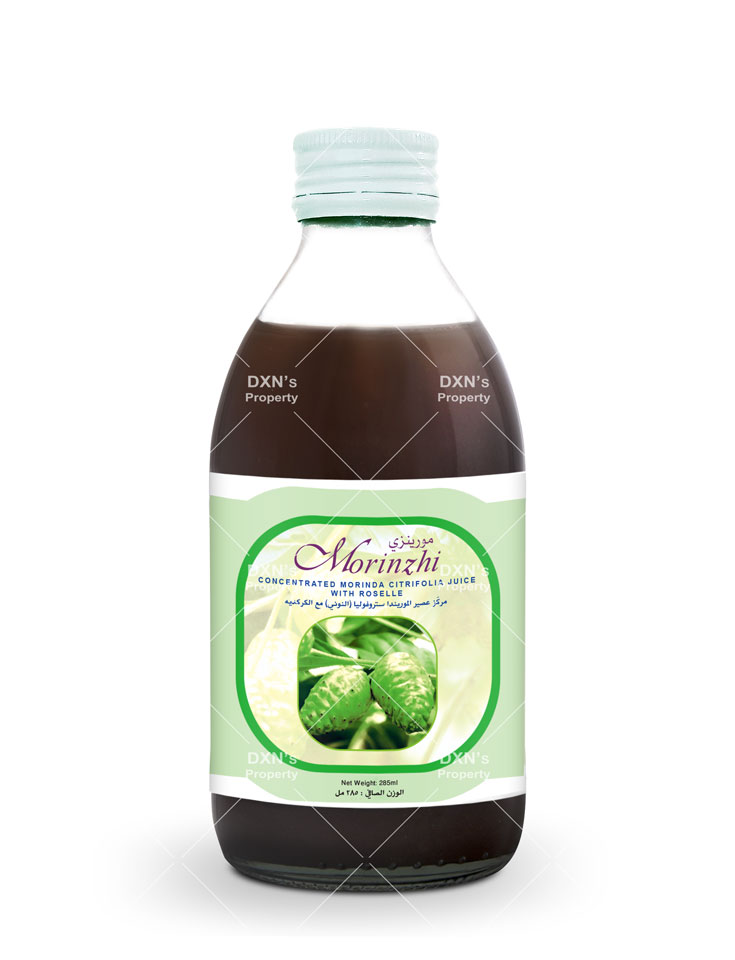 DXN's
Property
DXN's
Property
مورينزي
Morinzhi
CONCENTRATED MORINDA CITRIFOLIA JUICE
WITH ROSELLE
مركّز عصير الموريندا ستروفوليا (النوني) مع الكركديه
DXN's
Property
DXN's
Property
DXN's
Property
DXN's
Property
Net Weight: 285ml
الوزن الصافي : ٢٨٥ مل